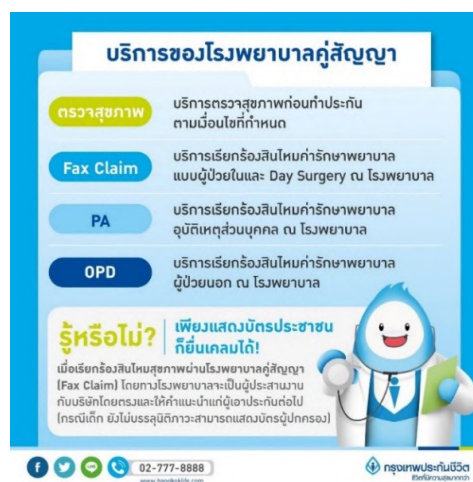 บริการของโรงพยาบาลคู่สัญญา
ตรวจสุขภาพ
บริการตรวจสุขภาพก่อนทำประกัน
ตามเงื่อนไขที่กำหนด
Fax Claim
บริการเรียกร้องสินไหมค่ารักษาพยาบาล
แบบผู้ป่วยในและ Day Surgery ณ โรงพยาบาล
PA
บริการเรียกร้องสินไหมค่ารักษาพยาบาล
อุบัติเหตุส่วนบุคคล ณ โรงพยาบาล
OPD
บริการเรียกร้องสินไหมค่ารักษาพยาบาล
ผู้ป่วยนอก ณ โรงพยาบาล
รู้หรือไม่?
เพียงแสดงบัตรประชาชน
ก็ยื่นเคลมได้!
เมื่อเรียกร้องสินไหมสุขภาพผ่านโรงพยาบาลคู่สัญญา
(Fax Claim) โดยทางโรงพยาบาลจะเป็นผู้ประสานงาน
กับบริษัทโดยตรงและให้คำแนะนำแก่ผู้เอาประกันต่อไป
(กรณีเด็ก ยังไม่บรรลุนิติภาวะสามารถแสดงบัตรผู้ปกครอง)
02-777-8888
www.bangkoklife.com
กรุงเทพประกันชีวิต
ชีวิตที่มีความสุขมากกว่า